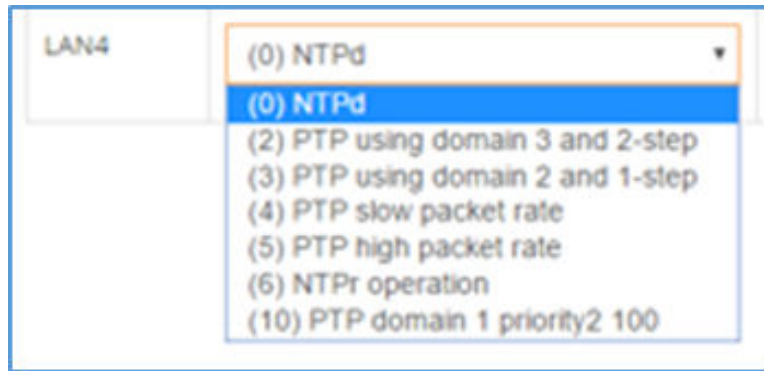 LAN4
(0) NTPd
(0) NTPd
(2) PTP using domain 3 and 2-step
(3) PTP using domain 2 and 1-step
(4) PTP slow packet rate
(5) PTP high packet rate
(6) NTPr operation
(10) PTP domain 1 priority2 100